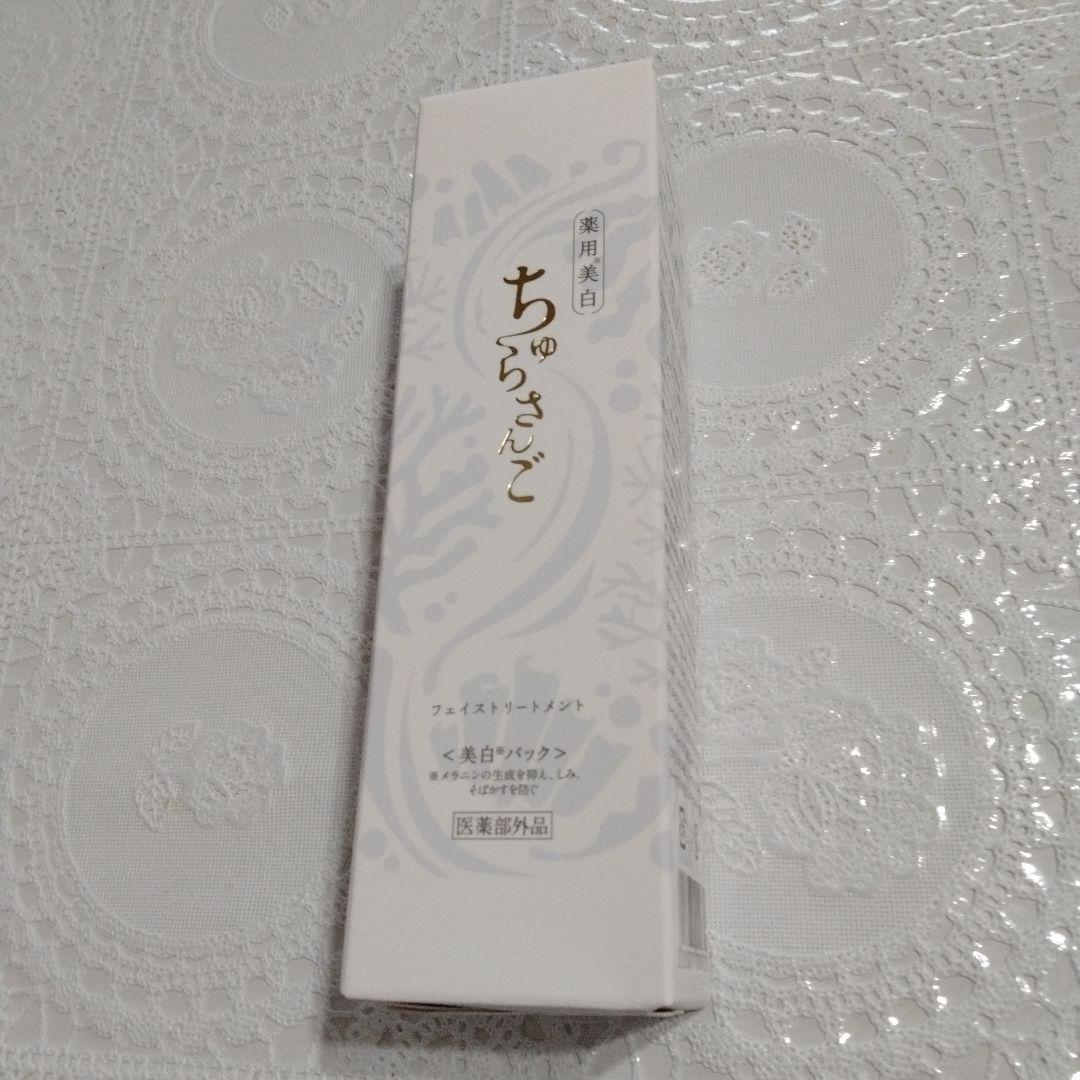 薬用※美白
ちゅらさんご
フェイストリートメント
＜美白※パック＞
※メラニンの生成を抑え、しみ、
そばかすを防ぐ
医薬部外品